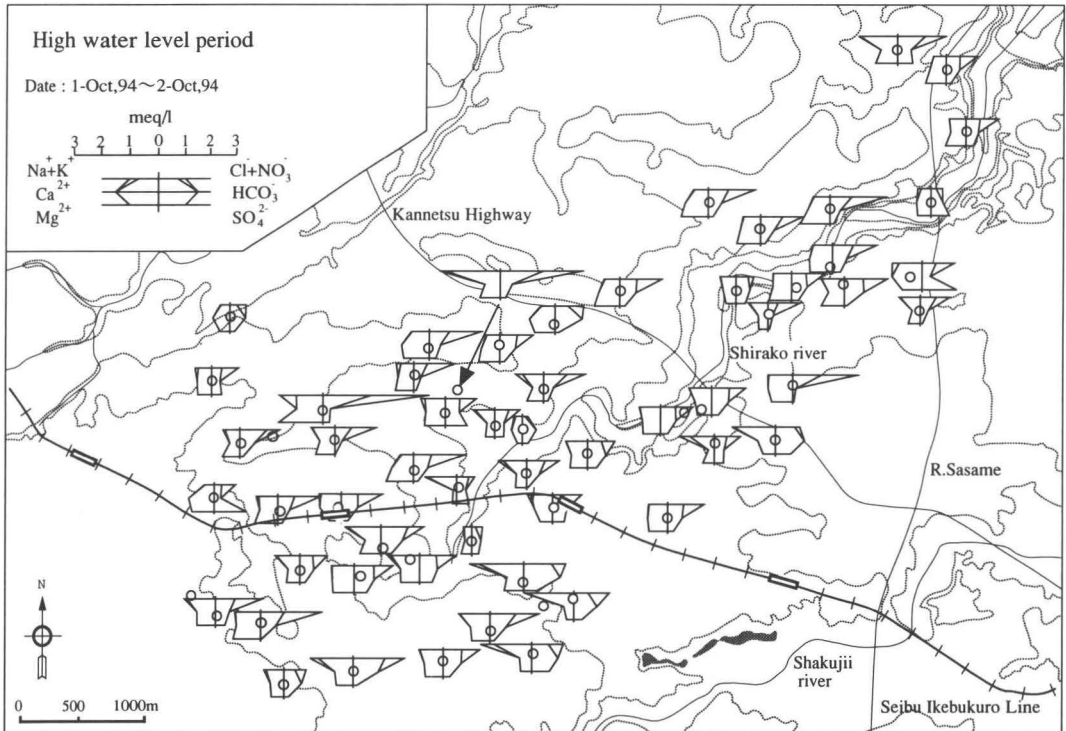 High water level period
Date : 1-Oct,94～2-Oct,94
meq/l
3 2 1 0 1 2 3
Na⁺+K⁺ Cl⁻+NO₃⁻
Ca²⁺ HCO₃⁻
Mg²⁺ SO₄²⁻
Kannetsu Highway
Shirako river
R.Sasame
N
Shakujii
river
Seibu Ikebukuro Line
0 500 1000m